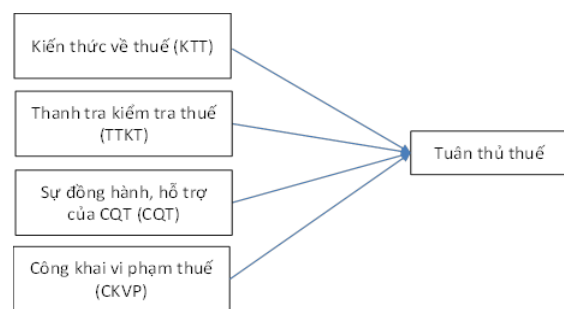 Kiến thức về thuế (KTT)
Thanh tra kiểm tra thuế
(TTKT)
Sự đồng hành, hỗ trợ
của CQT (CQT)
Công khai vi phạm thuế
(CKVP)
Tuân thủ thuế